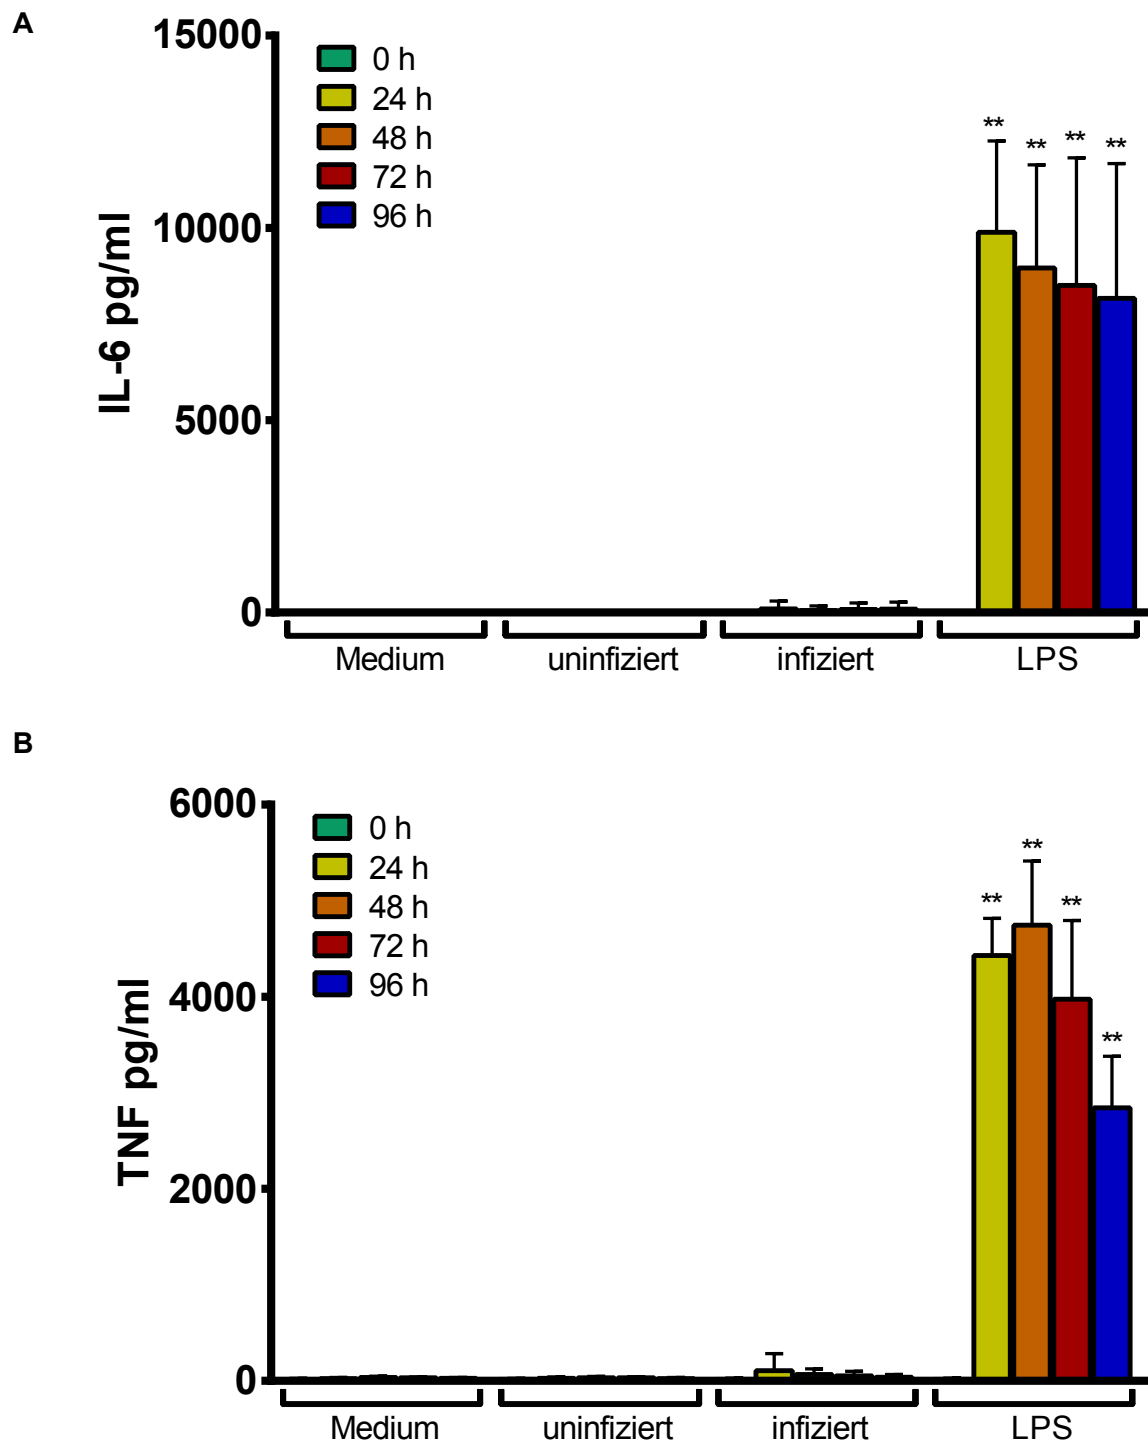 A
15000
10000
5000
0
IL-6 pg/ml
0 h
24 h
48 h
72 h
96 h
**
**
**
**
Medium
uninfiziert
infiziert
LPS
B
6000
4000
2000
0
TNF pg/ml
0 h
24 h
48 h
72 h
96 h
**
**
**
**
Medium
uninfiziert
infiziert
LPS